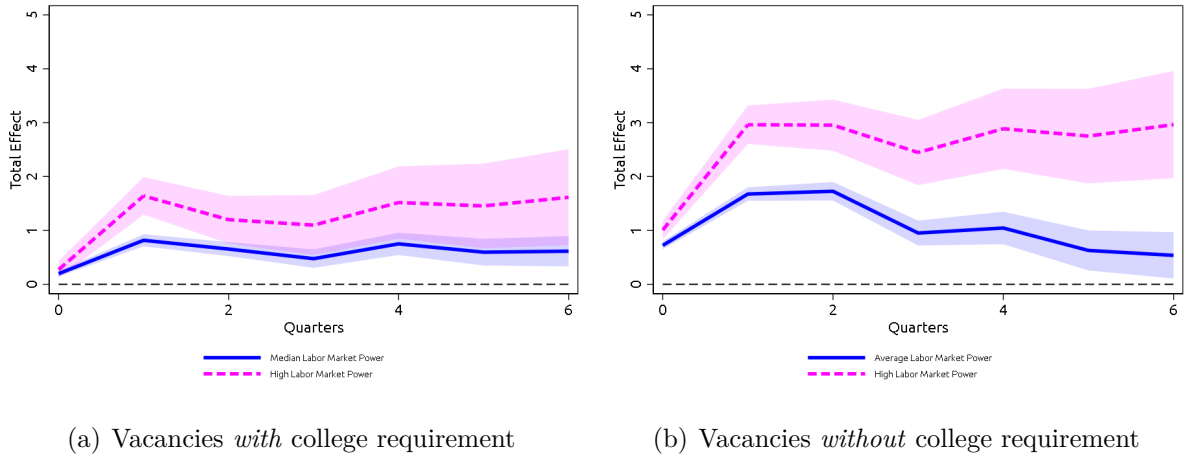 5
4
3
2
1
0
Total Effect
0
2
4
6
Quarters
Median Labor Market Power
High Labor Market Power
(a) Vacancies with college requirement
5
4
3
2
1
0
Total Effect
0
2
4
6
Quarters
Average Labor Market Power
High Labor Market Power
(b) Vacancies without college requirement